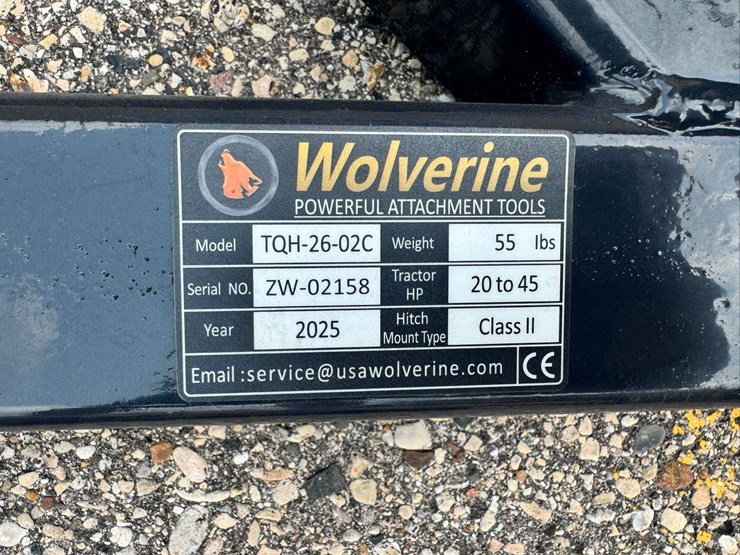 Wolverine
POWERFUL ATTACHMENT TOOLS
Model TQH-26-02C Weight 55 lbs
Serial NO. ZW-02158 Tractor HP 20 to 45
Year 2025 Hitch Mount Type Class II
Email :service@usawolverine.com CE